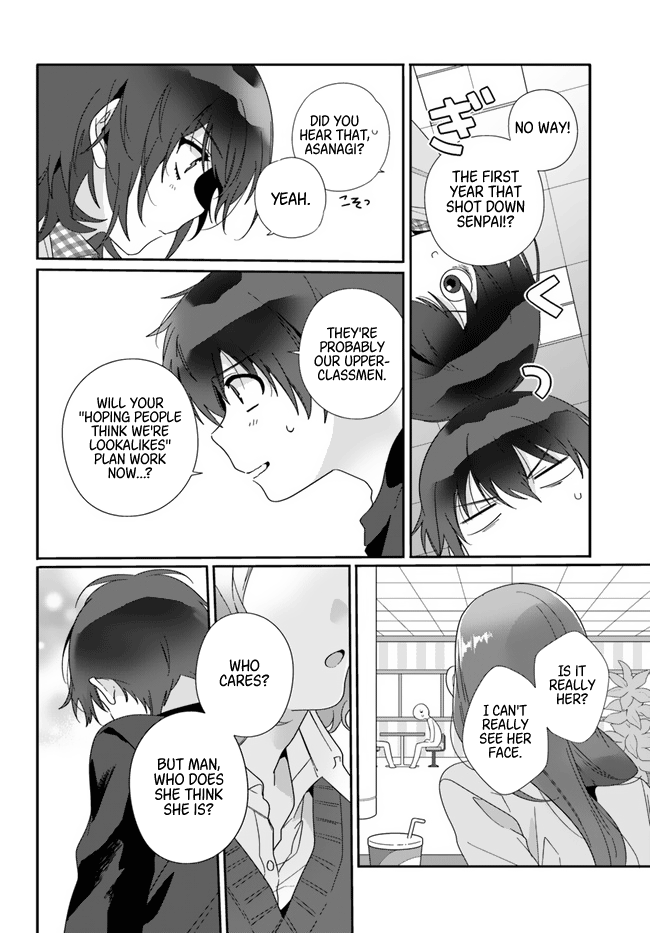 NO WAY!
THE FIRST
YEAR THAT
SHOT DOWN
SENPAI!?
ギ
く
っ
DID YOU
HEAR THAT,
ASANAGI?
YEAH.
こそっ
THEY'RE
PROBABLY
OUR UPPER-
CLASSMEN.
WILL YOUR
"HOPING PEOPLE
THINK WE'RE
LOOKALIKES"
PLAN WORK
NOW...?
IS IT
REALLY
HER?
I CAN'T
REALLY
SEE HER
FACE.
WHO
CARES?
BUT MAN,
WHO DOES
SHE THINK
SHE IS?